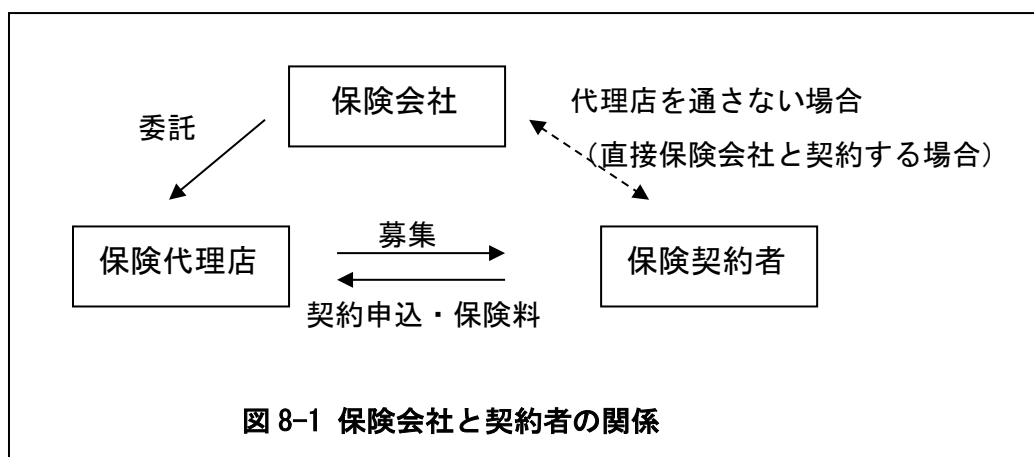 保険会社
代理店を通さない場合
委託
（直接保険会社と契約する場合）
保険代理店
募集
保険契約者
契約申込・保険料
図 8-1 保険会社と契約者の関係